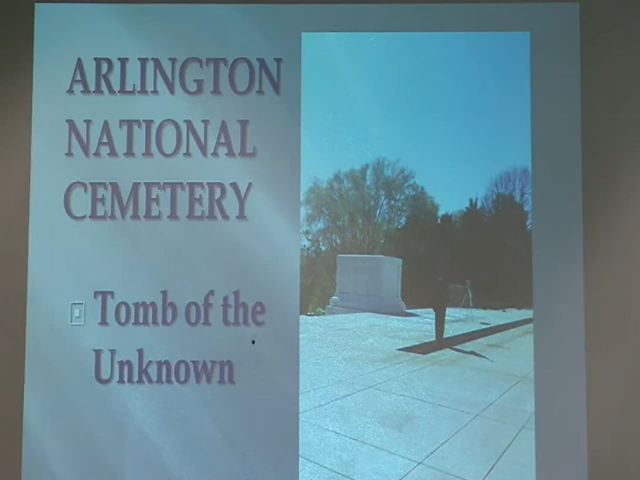 ARLINGTON
NATIONAL
CEMETERY
Tomb of the
Unknown